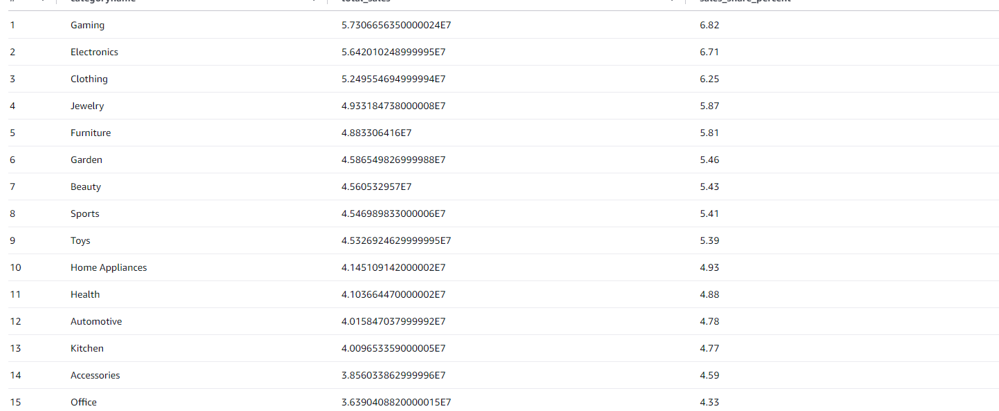 # categoryname total_sales sales_share_percent
1 Gaming 5.7306656350000024E7 6.82
2 Electronics 5.642010248999995E7 6.71
3 Clothing 5.249554694999994E7 6.25
4 Jewelry 4.933184738000008E7 5.87
5 Furniture 4.883306416E7 5.81
6 Garden 4.586549826999988E7 5.46
7 Beauty 4.560532957E7 5.43
8 Sports 4.546989833000006E7 5.41
9 Toys 4.5326924629999995E7 5.39
10 Home Appliances 4.145109142000002E7 4.93
11 Health 4.103664470000002E7 4.88
12 Automotive 4.015847037999992E7 4.78
13 Kitchen 4.009653359000005E7 4.77
14 Accessories 3.856033862999996E7 4.59
15 Office 3.6390408820000015E7 4.33